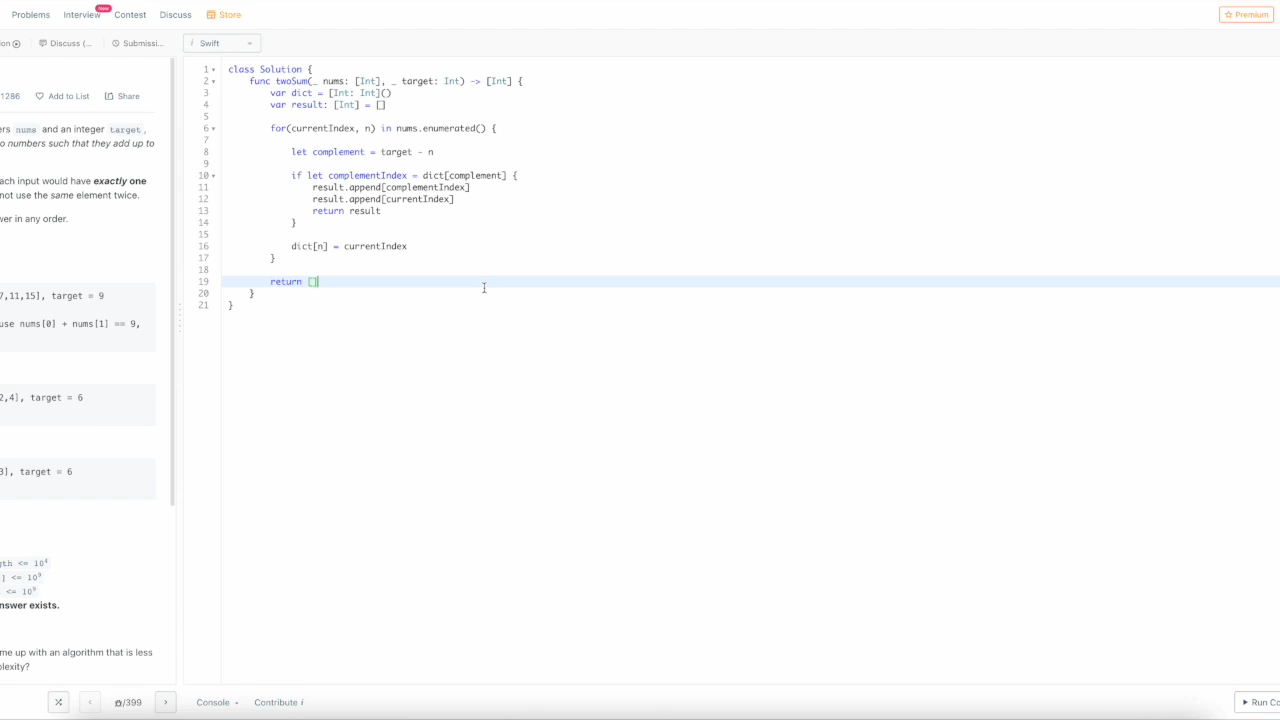 Problems Interview New Contest Discuss Store
Premium
ion Discuss (... Submissi...
i Swift
1286 Add to List Share
ers nums and an integer target,
o numbers such that they add up to
ach input would have exactly one
not use the same element twice.
wer in any order.
7,11,15], target = 9
use nums[0] + nums[1] == 9,
2,4], target = 6
3], target = 6
gth <= 10⁴
] <= 10⁹
<= 10⁹
nswer exists.
me up with an algorithm that is less
plexity?
1 class Solution {
2 func twoSum(_ nums: [Int], _ target: Int) -> [Int] {
3 var dict = [Int: Int]()
4 var result: [Int] = []
5
6 for(currentIndex, n) in nums.enumerated() {
7
8 let complement = target - n
9
10 if let complementIndex = dict[complement] {
11 result.append[complementIndex]
12 result.append[currentIndex]
13 return result
14 }
15
16 dict[n] = currentIndex
17 }
18
19 return []
20 }
21 }
/399
Console
Contribute i
Run Co